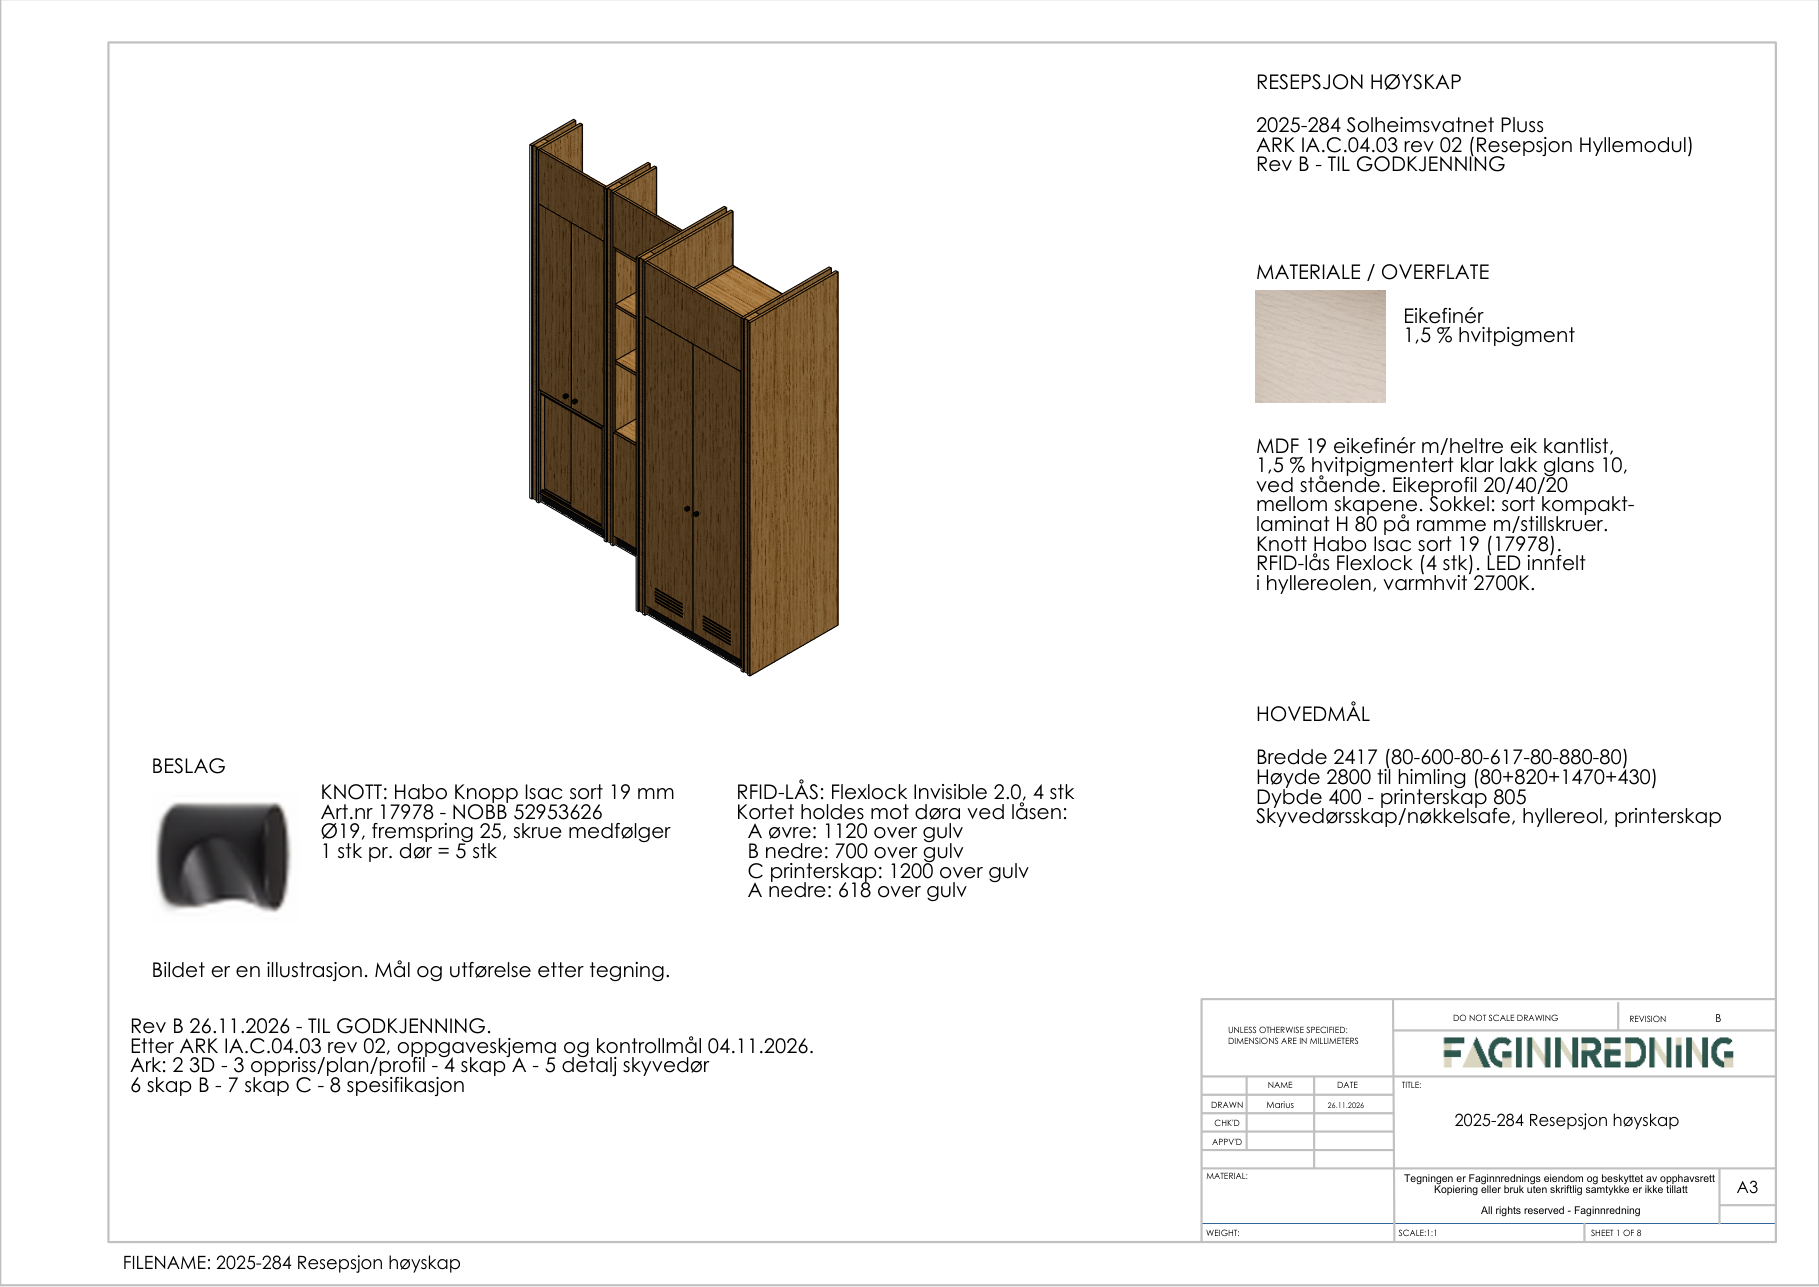 RESEPSJON HØYSKAP
2025-284 Solheimsvatnet Pluss
ARK IA.C.04.03 rev 02 (Resepsjon Hyllemodul)
Rev B - TIL GODKJENNING
MATERIALE / OVERFLATE
Eikefinér
1,5 % hvitpigment
MDF 19 eikefinér m/heltre eik kantlist,
1,5 % hvitpigmentert klar lakk glans 10,
ved stående. Eikeprofil 20/40/20
mellom skapene. Sokkel: sort kompakt-
laminat H 80 på ramme m/stillskruer.
Knott Habo Isac sort 19 (17978).
RFID-lås Flexlock (4 stk). LED innfelt
i hyllereolen, varmhvit 2700K.
HOVEDMÅL
Bredde 2417 (80-600-80-617-80-880-80)
Høyde 2800 til himling (80+820+1470+430)
Dybde 400 - printerskap 805
Skyvedørsskap/nøkkelsafe, hyllereol, printerskap
BESLAG
KNOTT: Habo Knopp Isac sort 19 mm
Art.nr 17978 - NOBB 52953626
Ø19, fremspring 25, skrue medfølger
1 stk pr. dør = 5 stk
RFID-LÅS: Flexlock Invisible 2.0, 4 stk
Kortet holdes mot døra ved låsen:
A øvre: 1120 over gulv
B nedre: 700 over gulv
C printerskap: 1200 over gulv
A nedre: 618 over gulv
Bildet er en illustrasjon. Mål og utførelse etter tegning.
Rev B 26.11.2026 - TIL GODKJENNING.
Etter ARK IA.C.04.03 rev 02, oppgaveskjema og kontrollmål 04.11.2026.
Ark: 2 3D - 3 oppriss/plan/profil - 4 skap A - 5 detalj skyvedør
6 skap B - 7 skap C - 8 spesifikasjon
UNLESS OTHERWISE SPECIFIED:
DIMENSIONS ARE IN MILLIMETERS
DO NOT SCALE DRAWING
REVISION B
FAGINNREDNING
NAME DATE
DRAWN Marius 26.11.2026
CHK'D
APPV'D
TITLE:
2025-284 Resepsjon høyskap
MATERIAL:
Tegningen er Faginnrednings eiendom og beskyttet av opphavsrett
Kopiering eller bruk uten skriftlig samtykke er ikke tillatt
All rights reserved - Faginnredning
A3
WEIGHT:
SCALE:1:1
SHEET 1 OF 8
FILENAME: 2025-284 Resepsjon høyskap